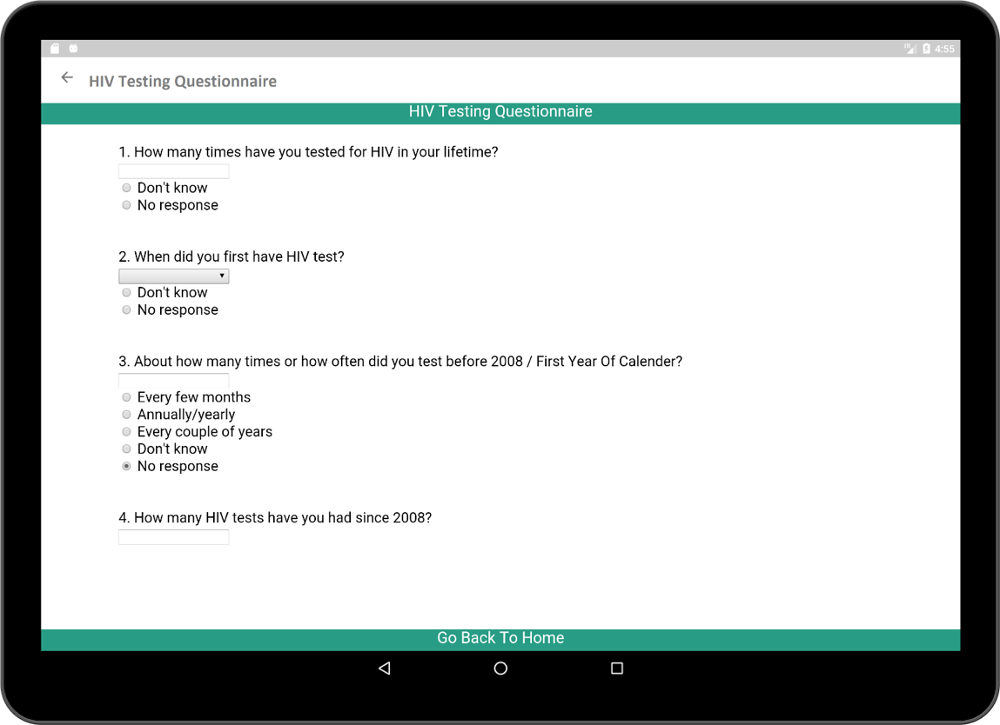 4:55
HIV Testing Questionnaire
HIV Testing Questionnaire
1. How many times have you tested for HIV in your lifetime?
Don't know
No response
2. When did you first have HIV test?
Don't know
No response
3. About how many times or how often did you test before 2008 / First Year Of Calender?
Every few months
Annually/yearly
Every couple of years
Don't know
No response
4. How many HIV tests have you had since 2008?
Go Back To Home